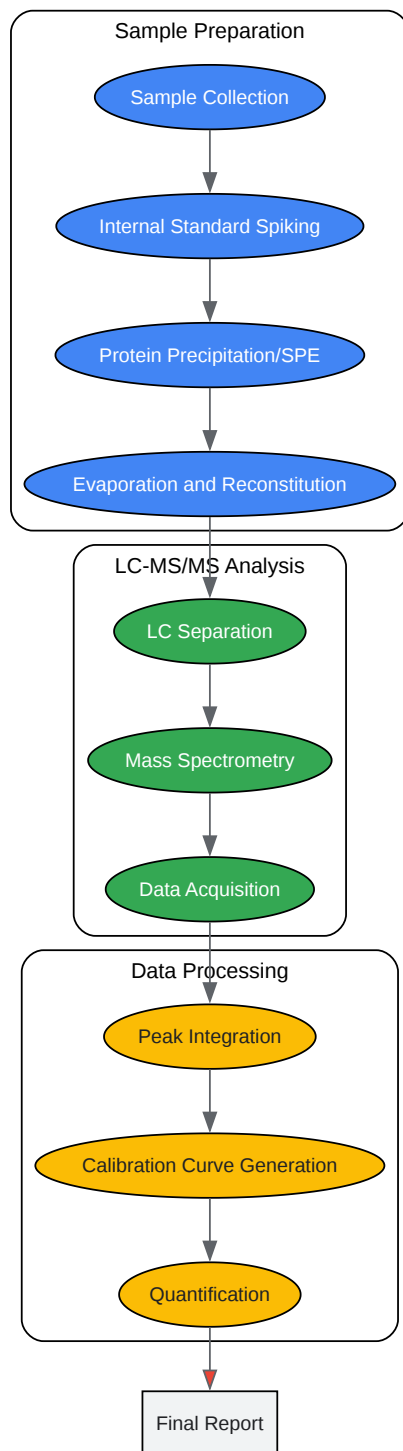 Sample Preparation
Sample Collection
Internal Standard Spiking
Protein Precipitation/SPE
Evaporation and Reconstitution
LC-MS/MS Analysis
LC Separation
Mass Spectrometry
Data Acquisition
Data Processing
Peak Integration
Calibration Curve Generation
Quantification
Final Report